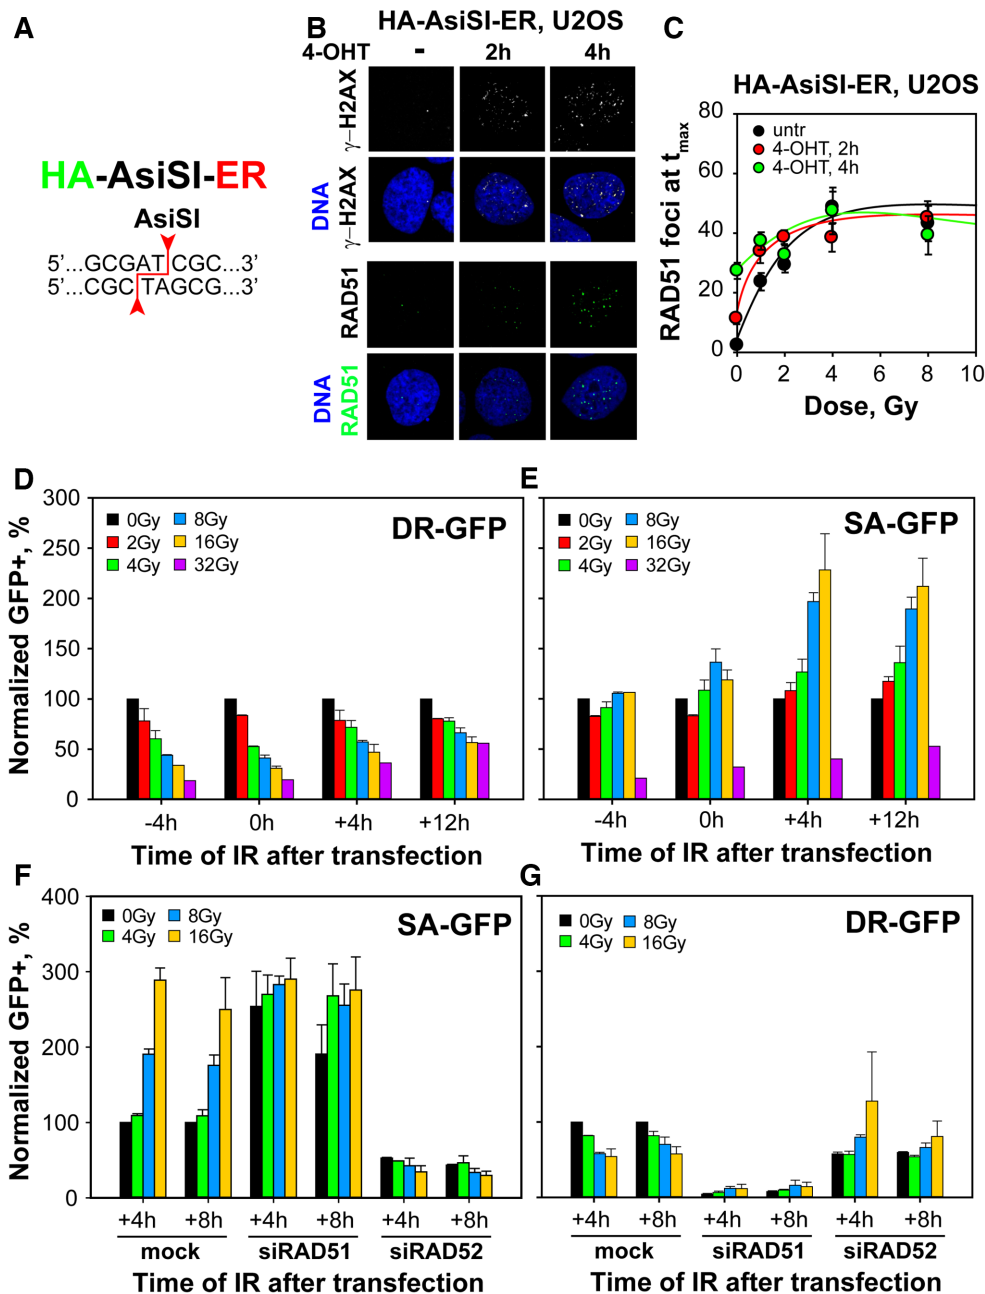 A
HA-AsiSI-ER
AsiSI
5’...GCGAT CGC...3’
5’...CGC TAGCG...3’
B
HA-AsiSI-ER, U2OS
4-OHT - 2h 4h
γ-H2AX
DNA
γ-H2AX
RAD51
DNA
RAD51
C
HA-AsiSI-ER, U2OS
RAD51 foci at tmax
80
60
40
20
0
untr
4-OHT, 2h
4-OHT, 4h
0 2 4 6 8 10
Dose, Gy
D
Normalized GFP+, %
300
250
200
150
100
50
0
0Gy 8Gy
2Gy 16Gy
4Gy 32Gy
DR-GFP
-4h 0h +4h +12h
Time of IR after transfection
E
0Gy 8Gy
2Gy 16Gy
4Gy 32Gy
SA-GFP
-4h 0h +4h +12h
Time of IR after transfection
F
Normalized GFP+, %
400
300
200
100
0
0Gy 8Gy
4Gy 16Gy
SA-GFP
+4h +8h +4h +8h +4h +8h
mock siRAD51 siRAD52
Time of IR after transfection
G
0Gy 8Gy
4Gy 16Gy
DR-GFP
+4h +8h +4h +8h +4h +8h
mock siRAD51 siRAD52
Time of IR after transfection